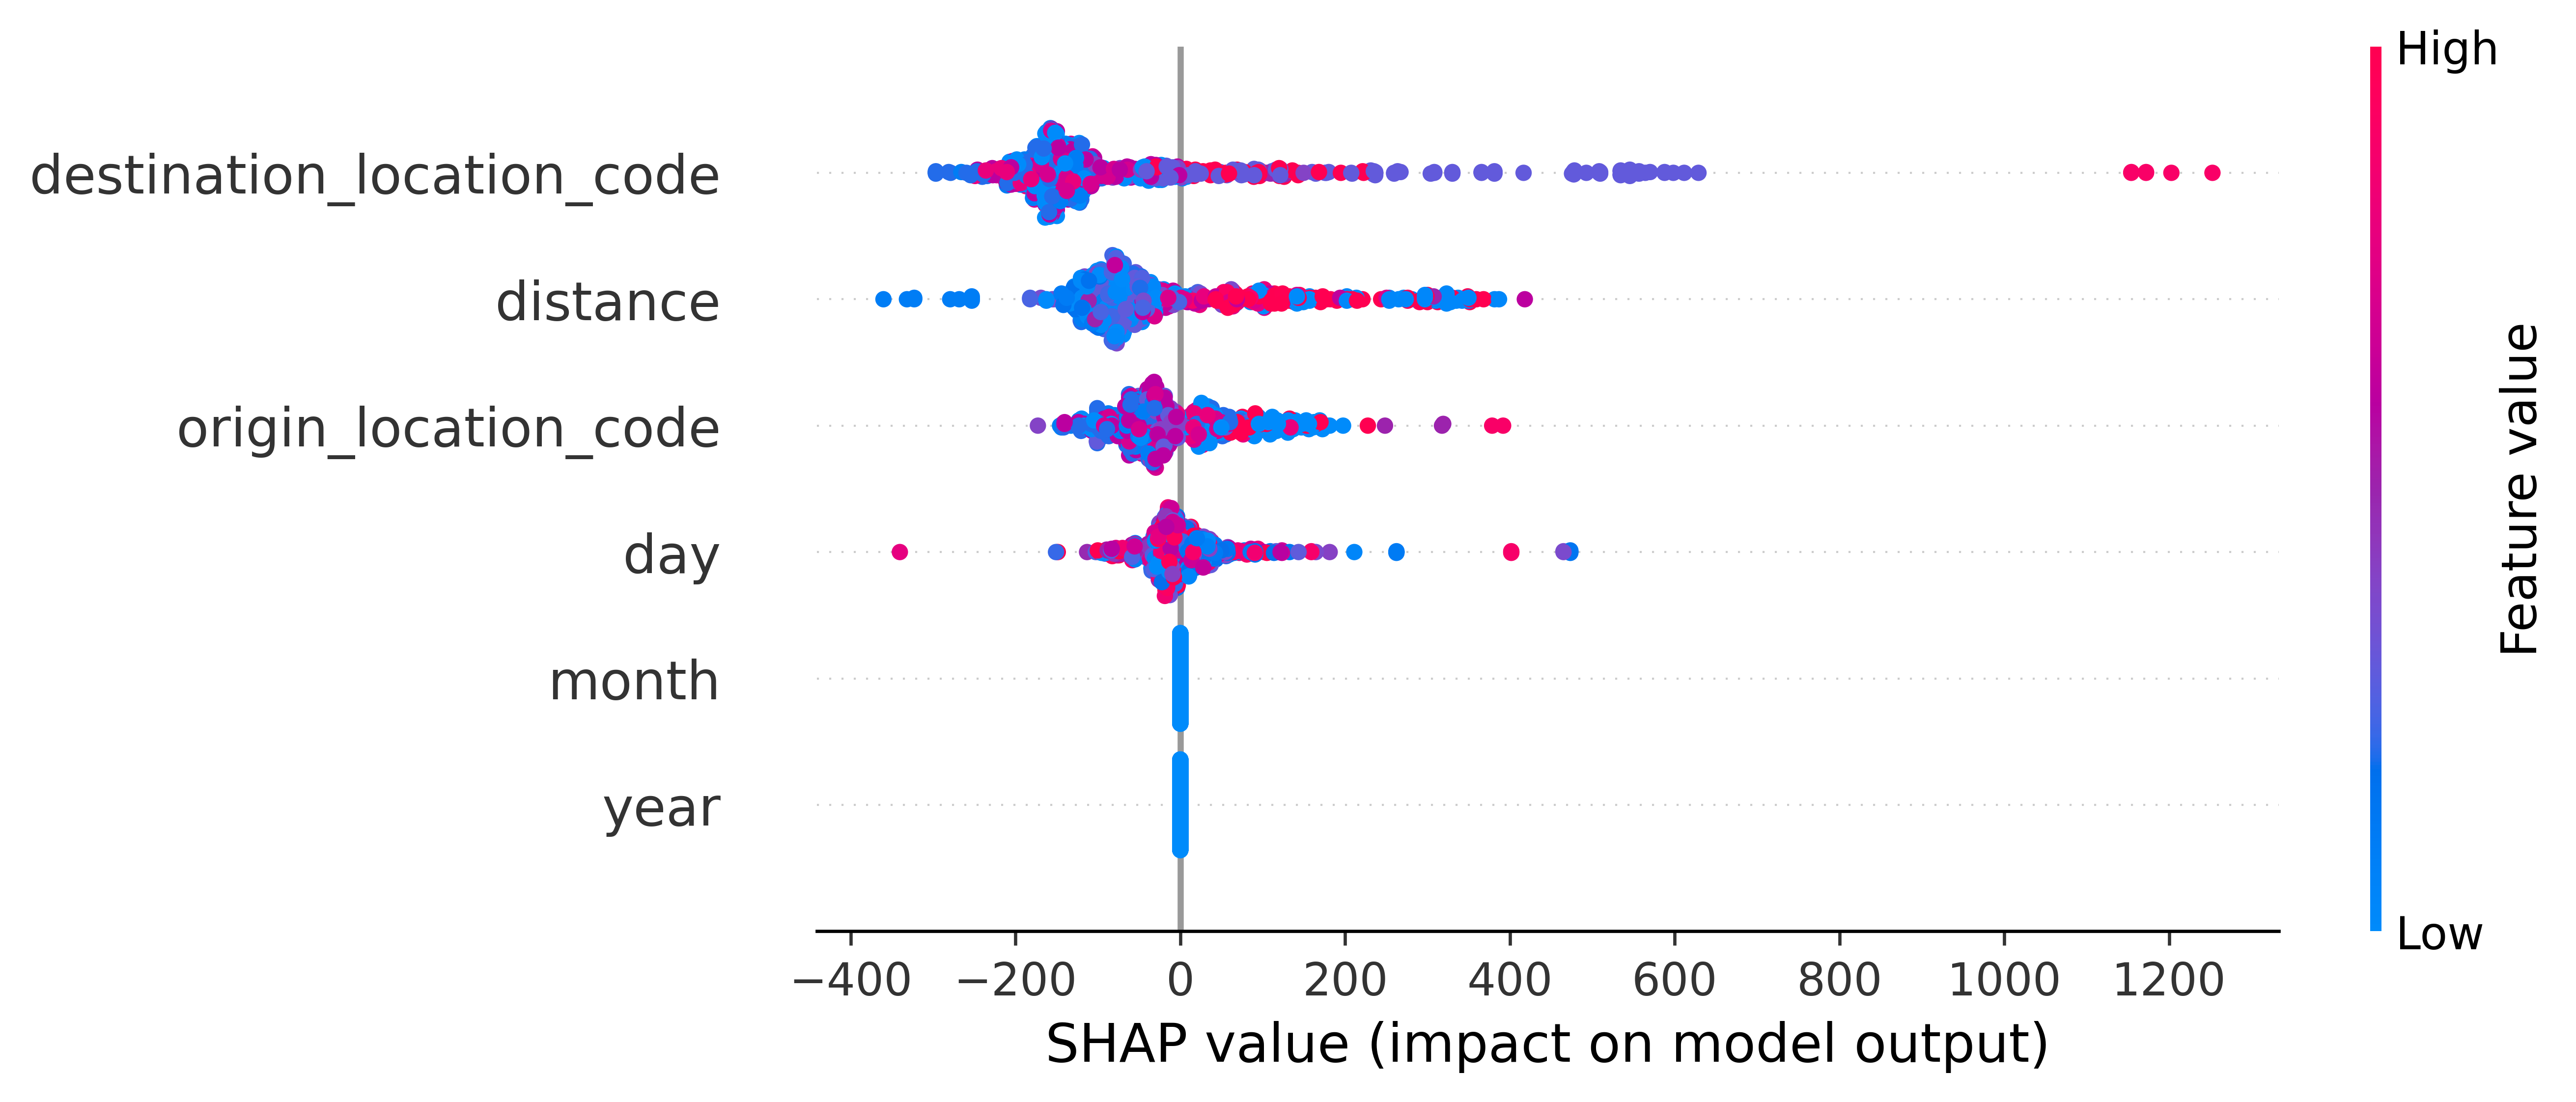 High
destination_location_code
distance
origin_location_code
day
month
year
Feature value
Low
−400 −200 0 200 400 600 800 1000 1200
SHAP value (impact on model output)